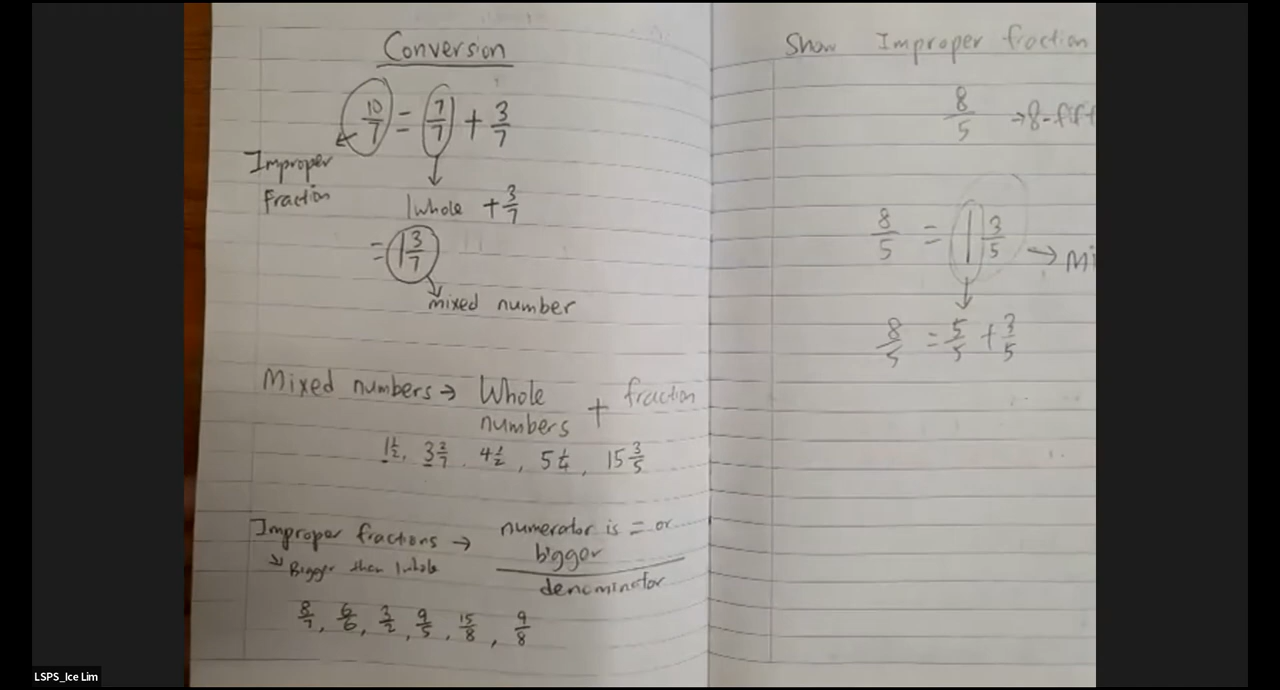 Conversion
10/7 = 7/7 + 3/7
Improper
fraction
1 whole + 3/7
= 1 3/7
mixed number
Mixed numbers → Whole numbers + fraction
1 1/2, 3 2/7, 4 1/2, 5 1/4, 15 3/5
Improper fractions → numerator is = or bigger / denominator
↘ Bigger than 1 whole
8/7, 6/6, 3/2, 9/5, 15/8, 9/8
Show Improper fraction
8/5 → 8-fift
8/5 = 1 3/5 → Mi
8/5 = 5/5 + 3/5
LSPS_Ice Lim